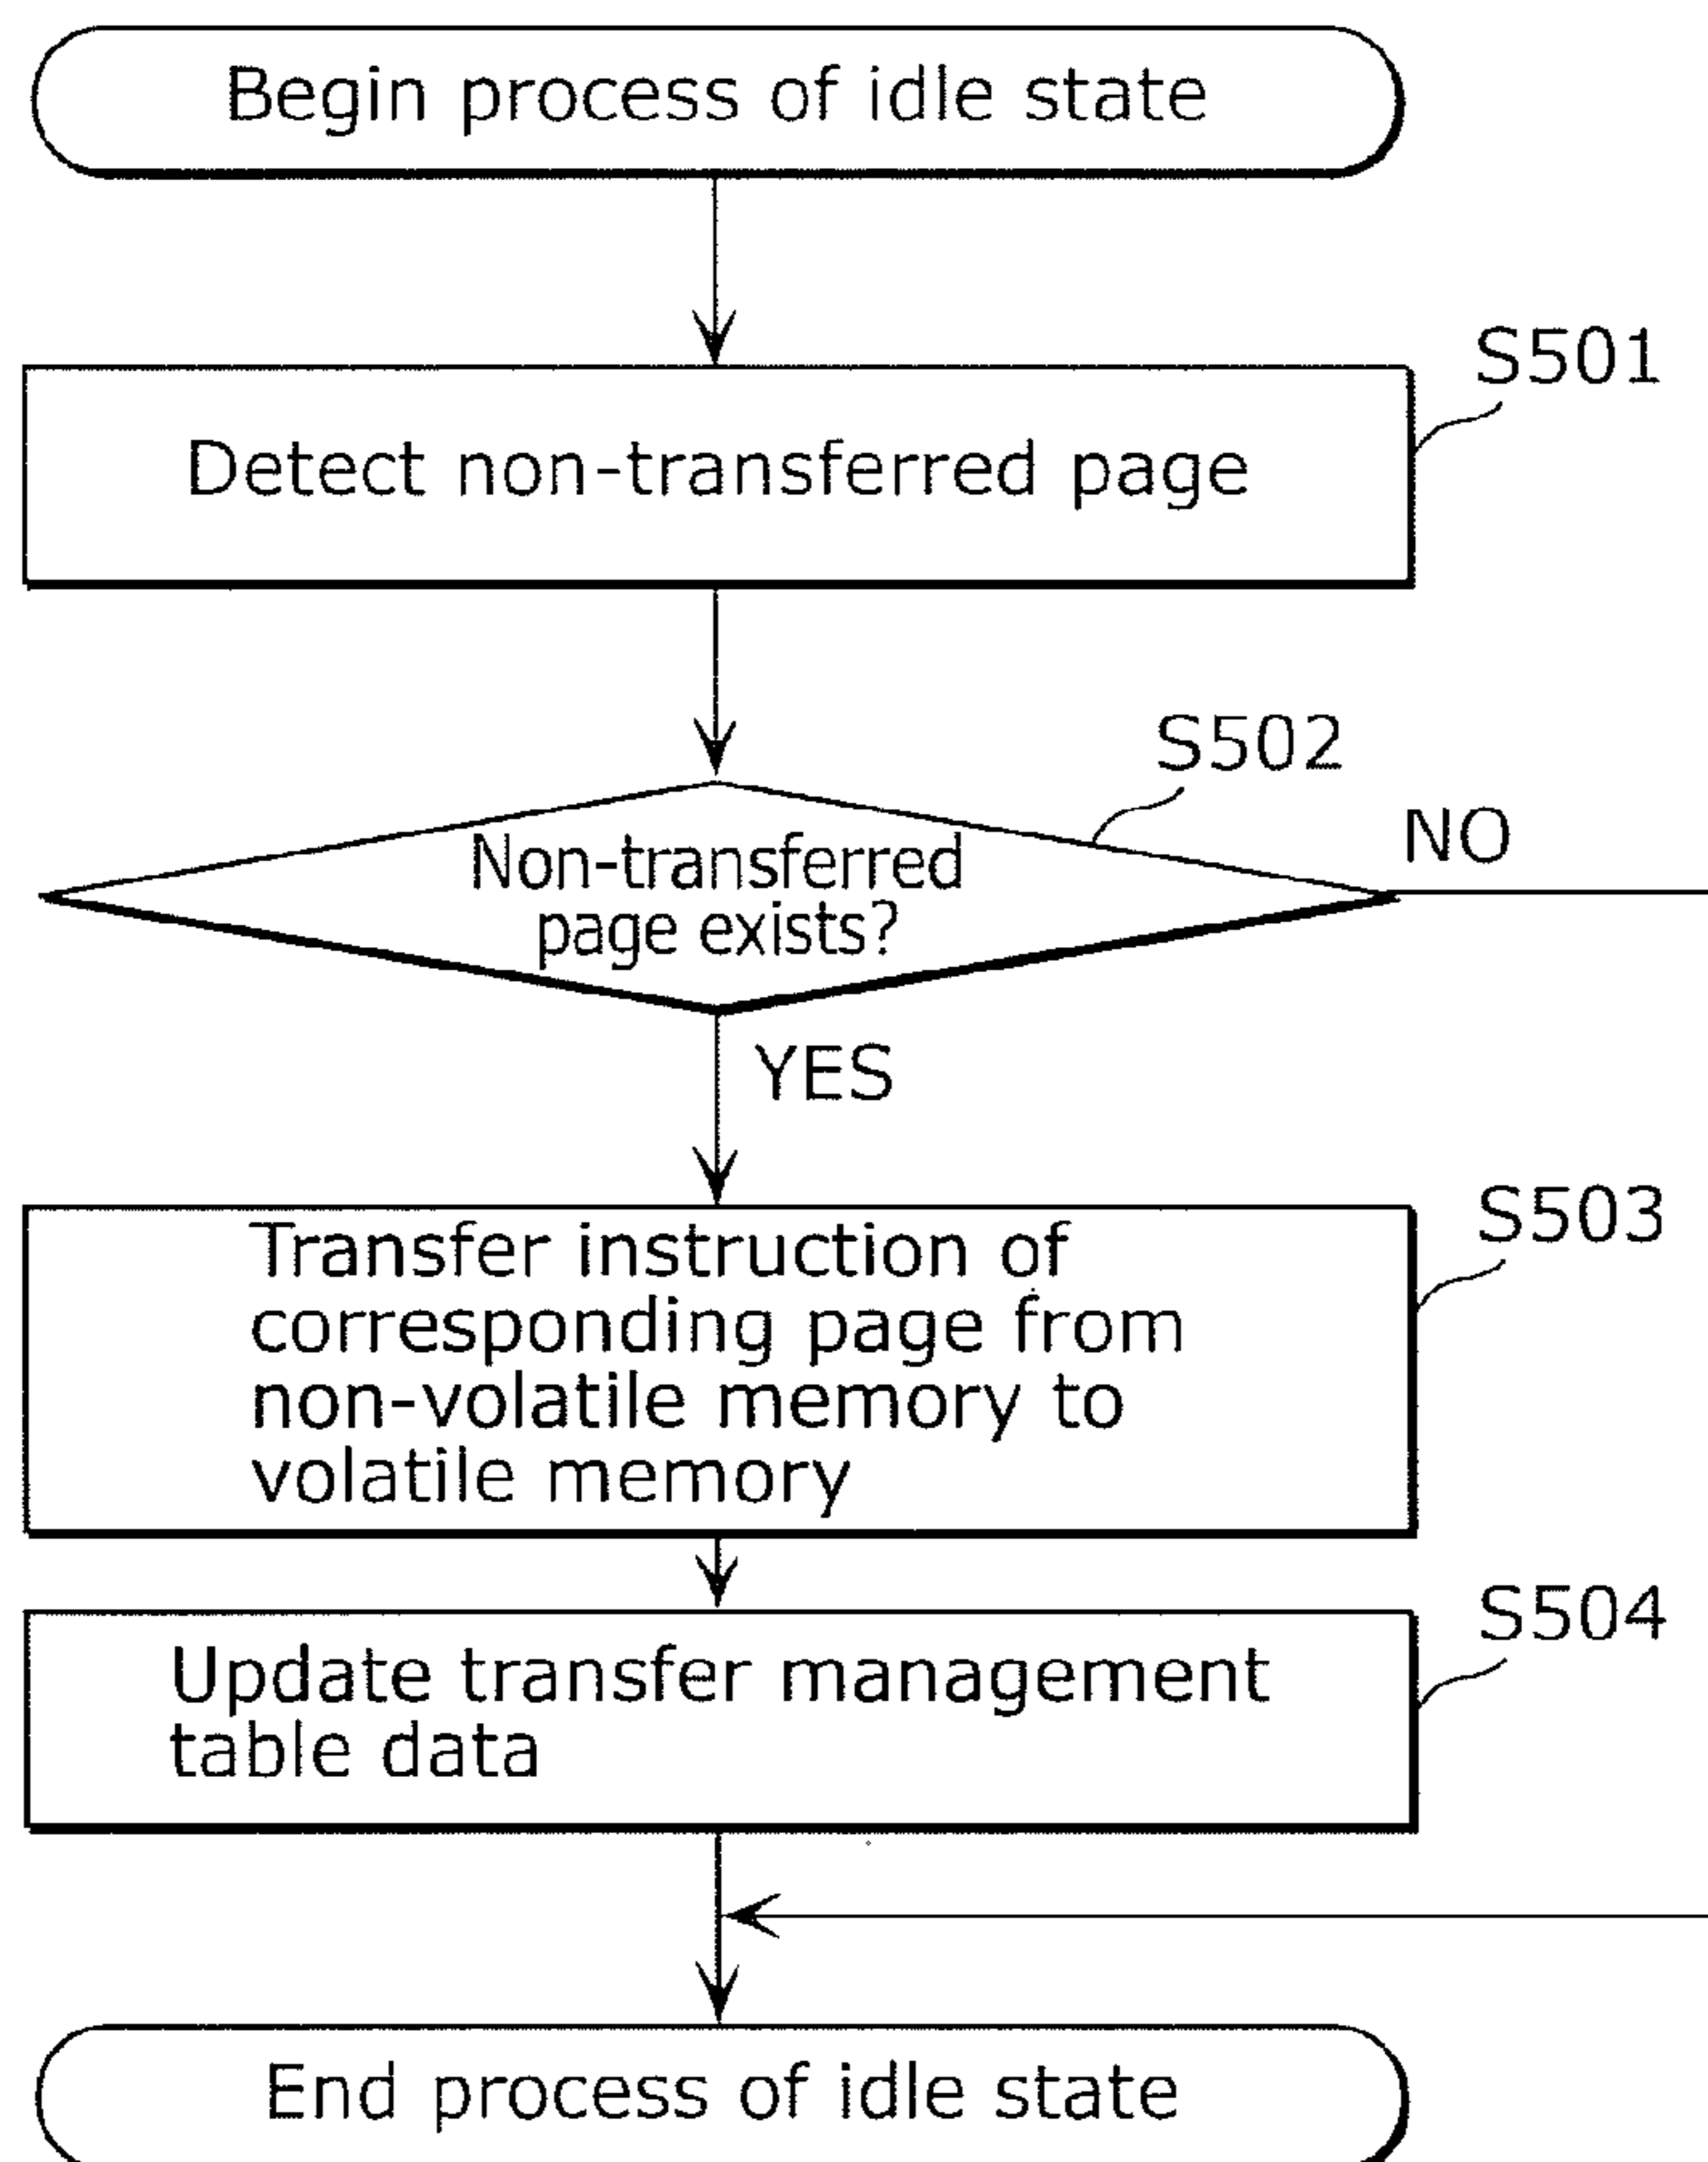 Begin process of idle state
S501
Detect non-transferred page
S502
NO
Non-transferred
page exists?
YES
S503
Transfer instruction of
corresponding page from
non-volatile memory to
volatile memory
S504
Update transfer management
table data
End process of idle state